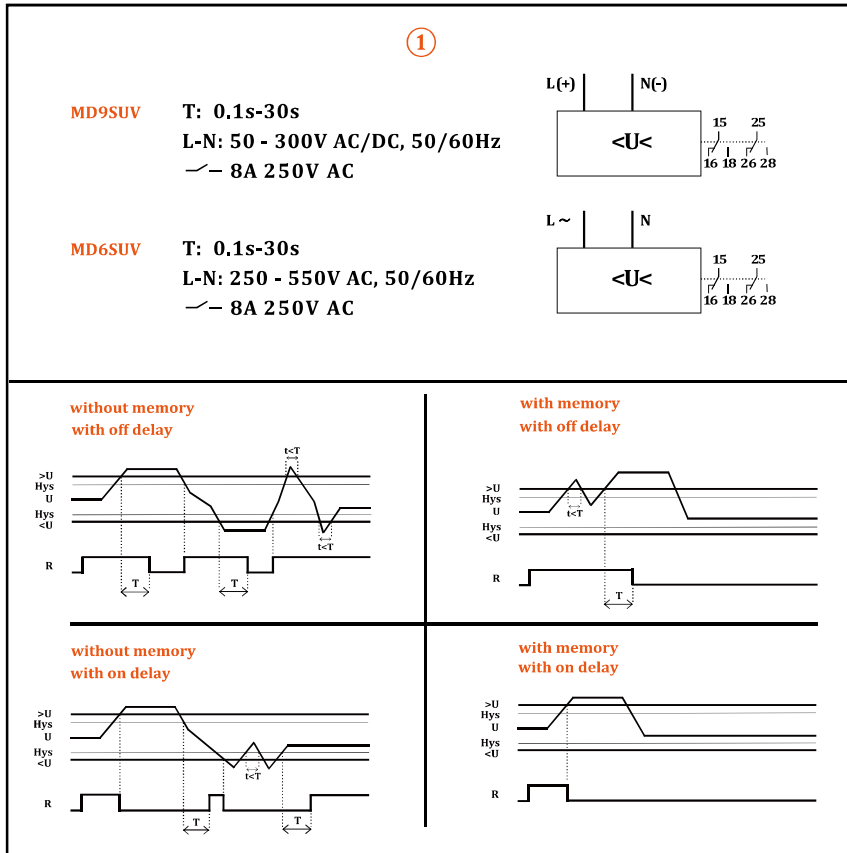 ①
MD9SUV
T: 0.1s-30s
L-N: 50 - 300V AC/DC, 50/60Hz
8A 250V AC
L(+) N(-)
<U<
15 25
16 18 26 28
MD6SUV
T: 0.1s-30s
L-N: 250 - 550V AC, 50/60Hz
8A 250V AC
L ~ N
<U<
15 25
16 18 26 28
without memory
with off delay
t<T
>U
Hys
U
Hys
<U
t<T
R
T T
with memory
with off delay
>U
Hys
U
t<T
Hys
<U
R
T
without memory
with on delay
>U
Hys
U
Hys
<U
t<T
R
T T
with memory
with on delay
>U
Hys
U
Hys
<U
R